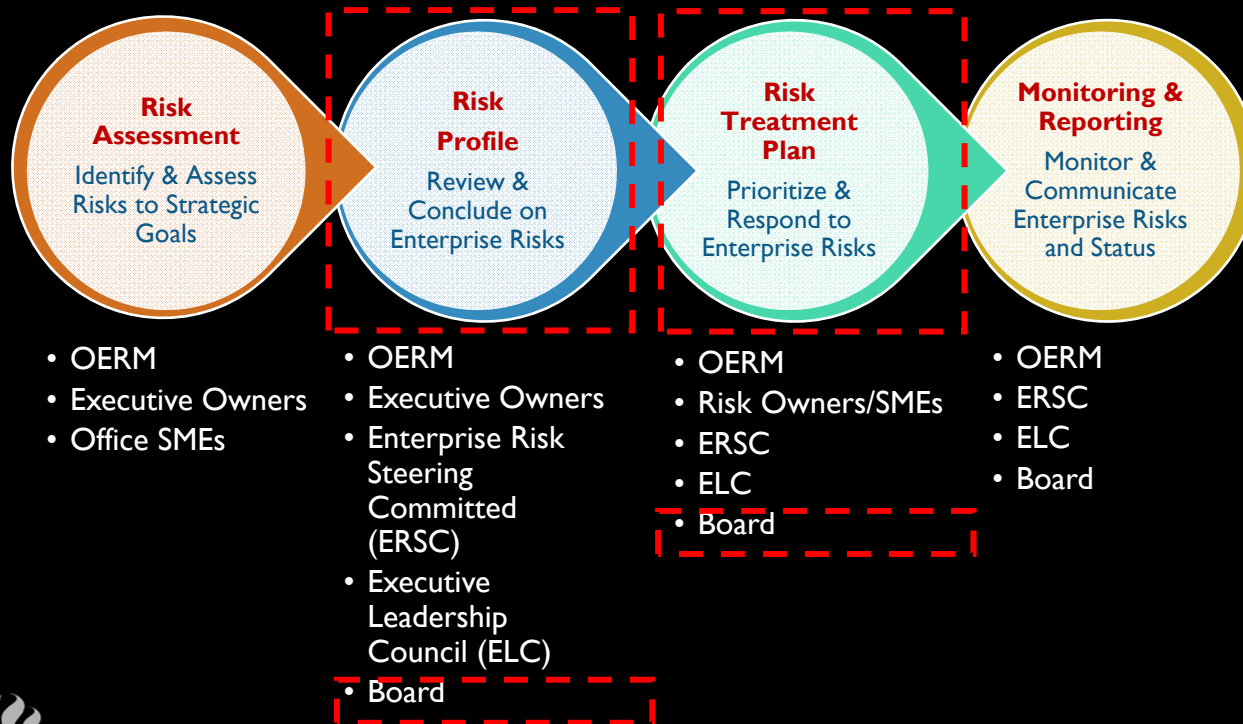 Risk
Assessment
Identify & Assess
Risks to Strategic
Goals
Risk
Profile
Review &
Conclude on
Enterprise Risks
Risk
Treatment
Plan
Prioritize &
Respond to
Enterprise Risks
Monitoring &
Reporting
Monitor &
Communicate
Enterprise Risks
and Status
• OERM
• Executive Owners
• Office SMEs
• OERM
• Executive Owners
• Enterprise Risk
Steering
Committed
(ERSC)
• Executive
Leadership
Council (ELC)
• Board
• OERM
• Risk Owners/SMEs
• ERSC
• ELC
• Board
• OERM
• ERSC
• ELC
• Board